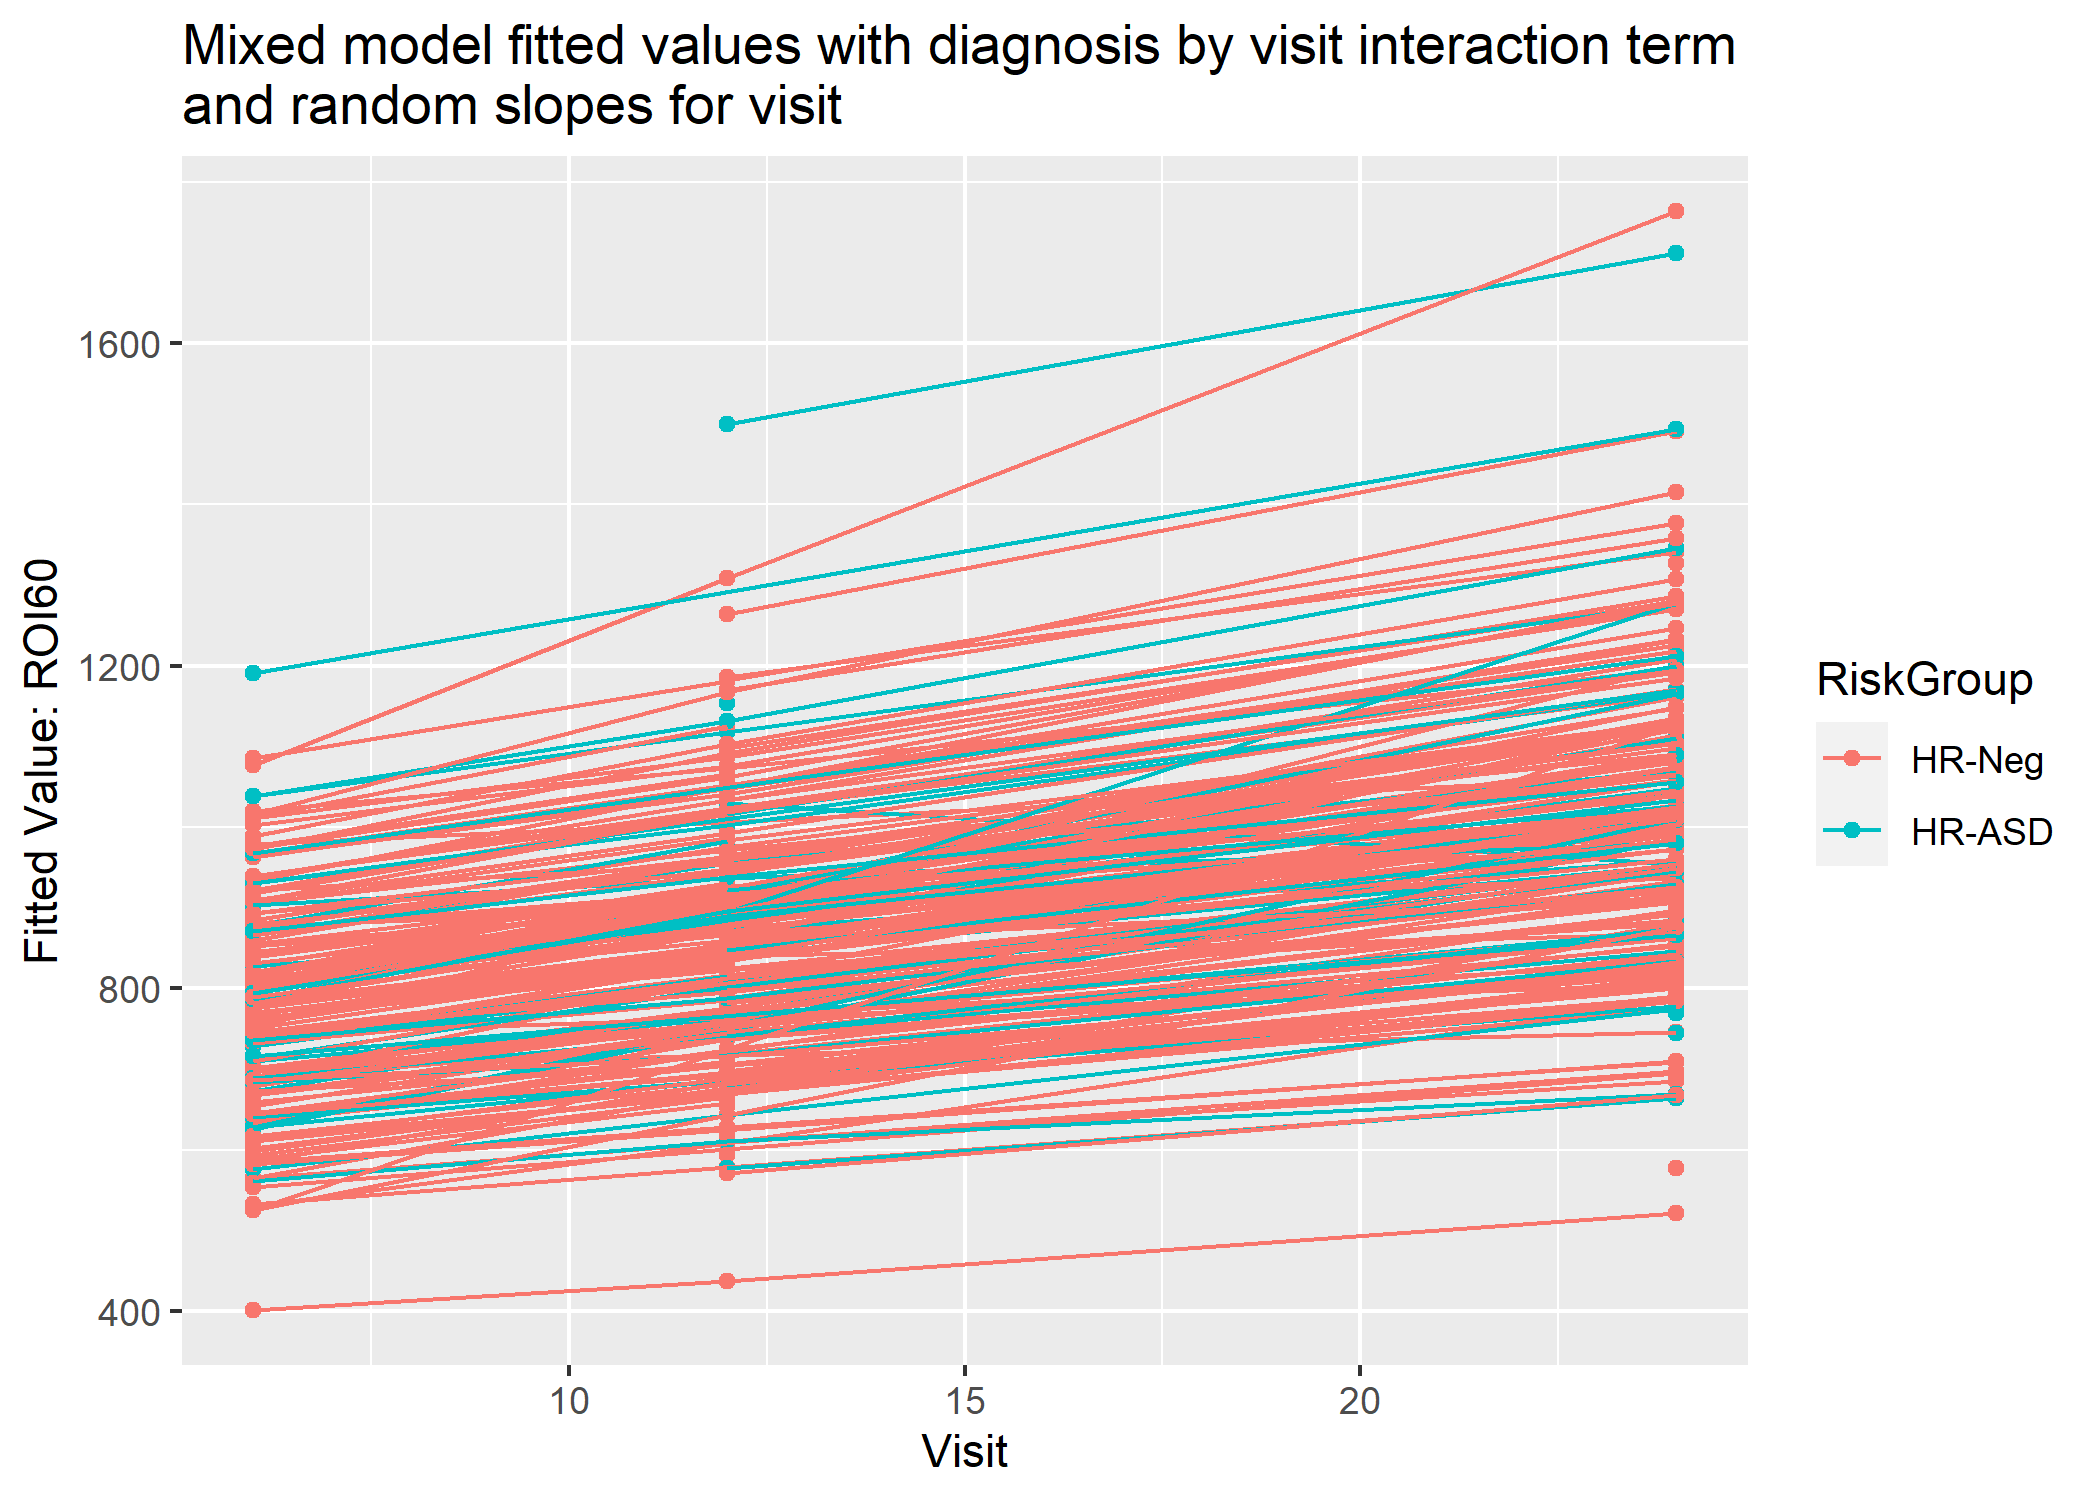 Mixed model fitted values with diagnosis by visit interaction term
and random slopes for visit
Fittted Value: ROI60
1600
1200
800
400
10
15
20
Visit
RiskGroup
HR-Neg
HR-ASD